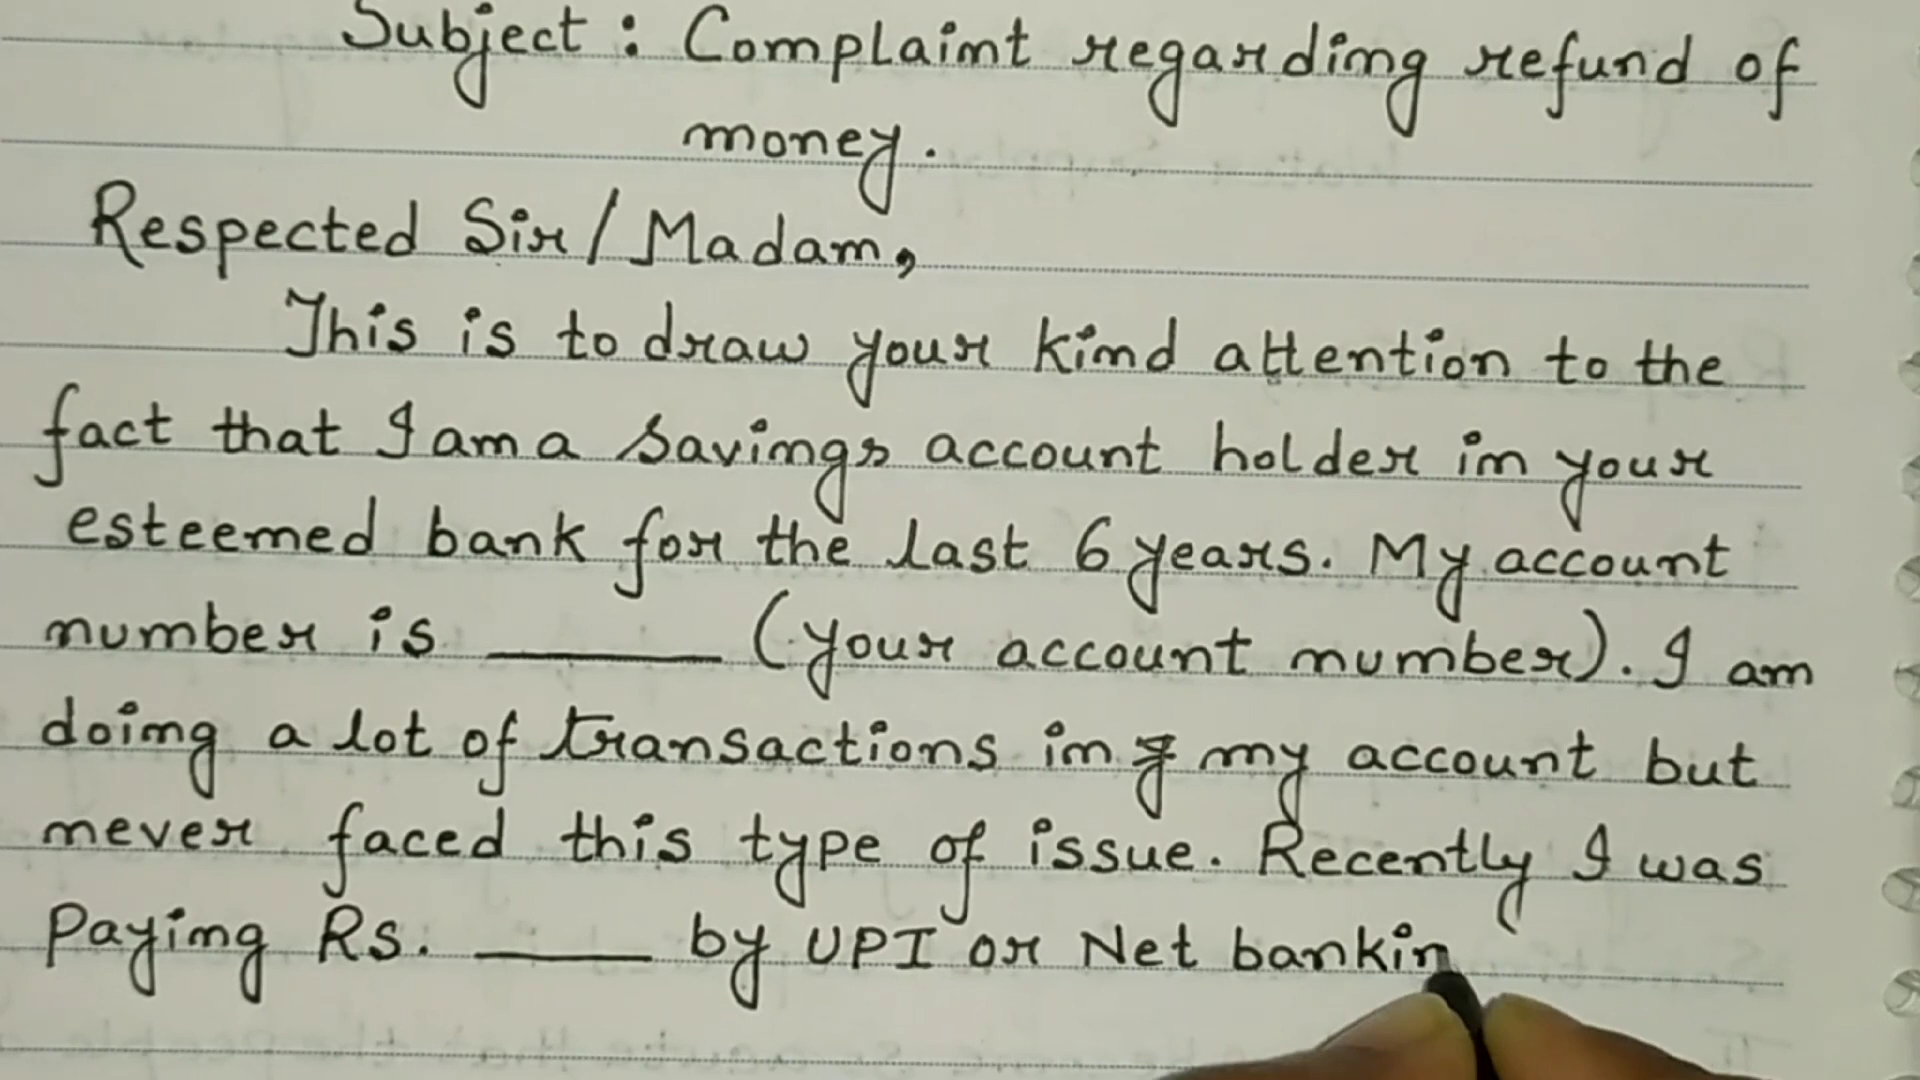 Subject : Complaint regarding refund of
money.
Respected Sir/Madam,
This is to draw your kind attention to the
fact that I am a savings account holder in your
esteemed bank for the last 6 years. My account
number is ______ (your account number). I am
doing a lot of transactions in my account but
never faced this type of issue. Recently I was
Paying Rs. _____ by UPI or Net bankin